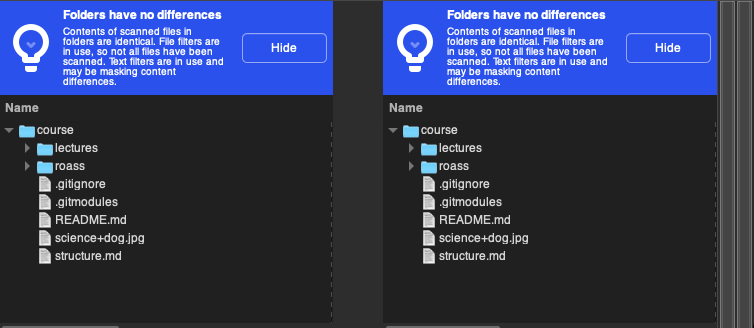 Folders have no differences
Contents of scanned files in
folders are identical. File filters are
in use, so not all files have been
scanned. Text filters are in use and
may be masking content
differences.
Hide
Name
course
lectures
roass
.gitignore
.gitmodules
README.md
science+dog.jpg
structure.md
Folders have no differences
Contents of scanned files in
folders are identical. File filters are
in use, so not all files have been
scanned. Text filters are in use and
may be masking content
differences.
Hide
Name
course
lectures
roass
.gitignore
.gitmodules
README.md
science+dog.jpg
structure.md